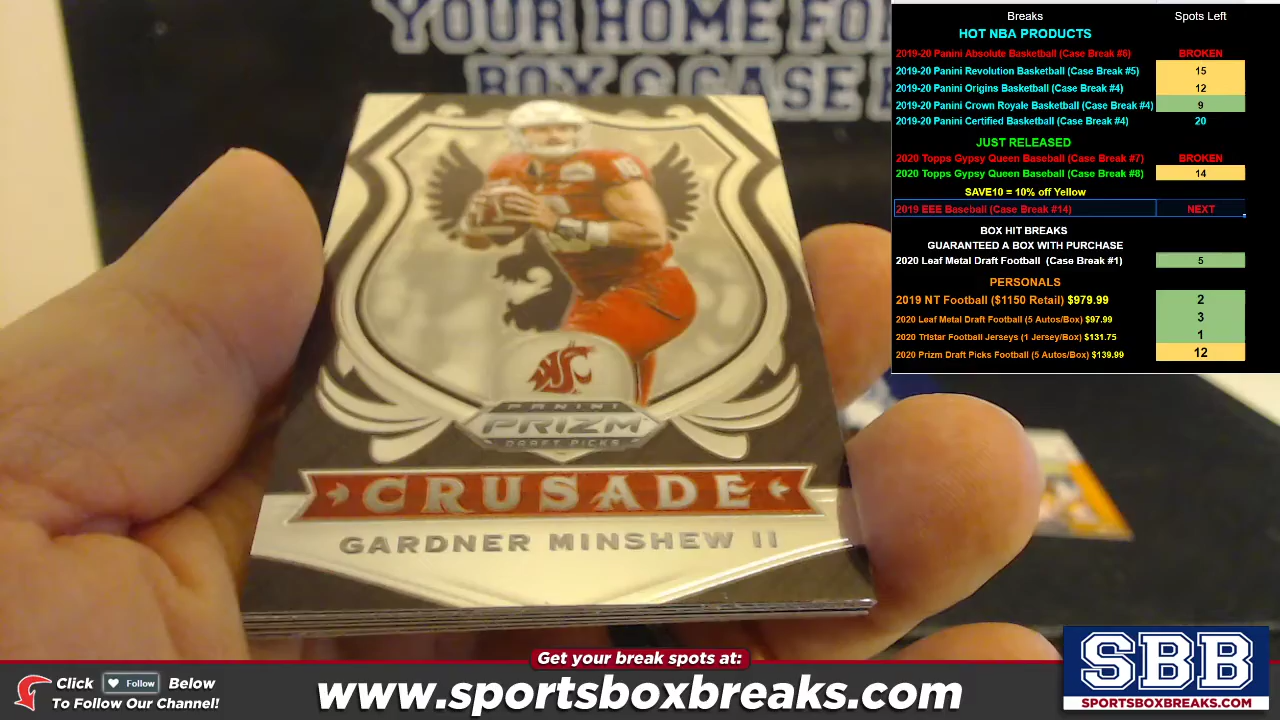 YOUR HOME FO
BOX & CASE
Breaks Spots Left
HOT NBA PRODUCTS
2019-20 Panini Absolute Basketball (Case Break #6) BROKEN
2019-20 Panini Revolution Basketball (Case Break #5) 15
2019-20 Panini Origins Basketball (Case Break #4) 12
2019-20 Panini Crown Royale Basketball (Case Break #4) 9
2019-20 Panini Certified Basketball (Case Break #4) 20
JUST RELEASED
2020 Topps Gypsy Queen Baseball (Case Break #7) BROKEN
2020 Topps Gypsy Queen Baseball (Case Break #8) 14
SAVE10 = 10% off Yellow
2019 EEE Baseball (Case Break #14) NEXT
BOX HIT BREAKS
GUARANTEED A BOX WITH PURCHASE
2020 Leaf Metal Draft Football (Case Break #1) 5
PERSONALS
2019 NT Football ($1150 Retail) $979.99 2
2020 Leaf Metal Draft Football (5 Autos/Box) $97.99 3
2020 Tristar Football Jerseys (1 Jersey/Box) $131.75 1
2020 Prizm Draft Picks Football (5 Autos/Box) $139.99 12
PANINI
PRIZM
DRAFT PICKS
CRUSADE
GARDNER MINSHEW II
Get your break spots at:
www.sportsboxbreaks.com
Click Follow Below
To Follow Our Channel!
SBB
SPORTSBOXBREAKS.COM